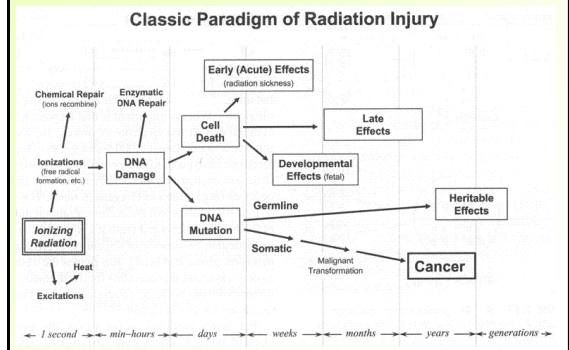 Classic Paradigm of Radiation Injury
Early (Acute) Effects
(radiation sickness)
Chemical Repair
(ions recombine)
Enzymatic
DNA Repair
Cell
Death
Late
Effects
Ionizations
(free radical
formation, etc.)
DNA
Damage
Developmental
Effects (fetal)
Heritable
Effects
Germline
DNA
Mutation
Ionizing
Radiation
Somatic
Malignant
Transformation
Cancer
Heat
Excitations
1 second
min-hours
days
weeks
months
years
generations